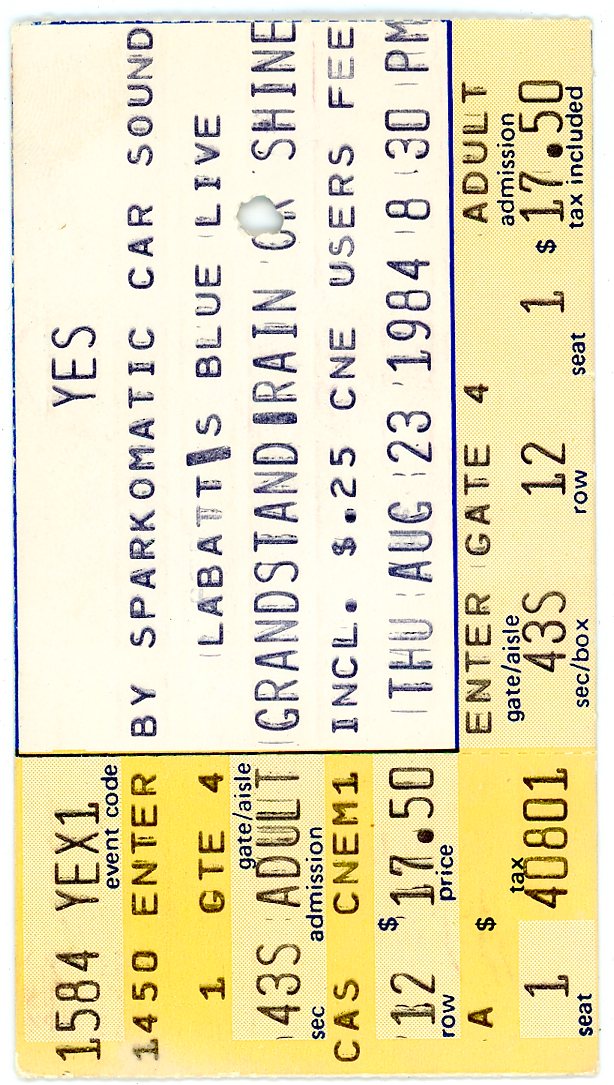 YES
BY SPARKOMATIC CAR SOUND
LABATT'S BLUE LIVE
GRANDSTAND RAIN OR SHINE
INCL. $.25 CNE USERS FEE
THU AUG 23 1984 8 30 PM
ENTER GATE 4 ADULT
gate/aisle admission
43S 12 1 $ 17.50
sec/box row seat tax included
1584 YEX1
event code
1450 ENTER
1 GTE 4
gate/aisle
43S ADULT
sec admission
CAS CNEM1
12 $ 17.50
row price
A $ tax
1 40801
seat